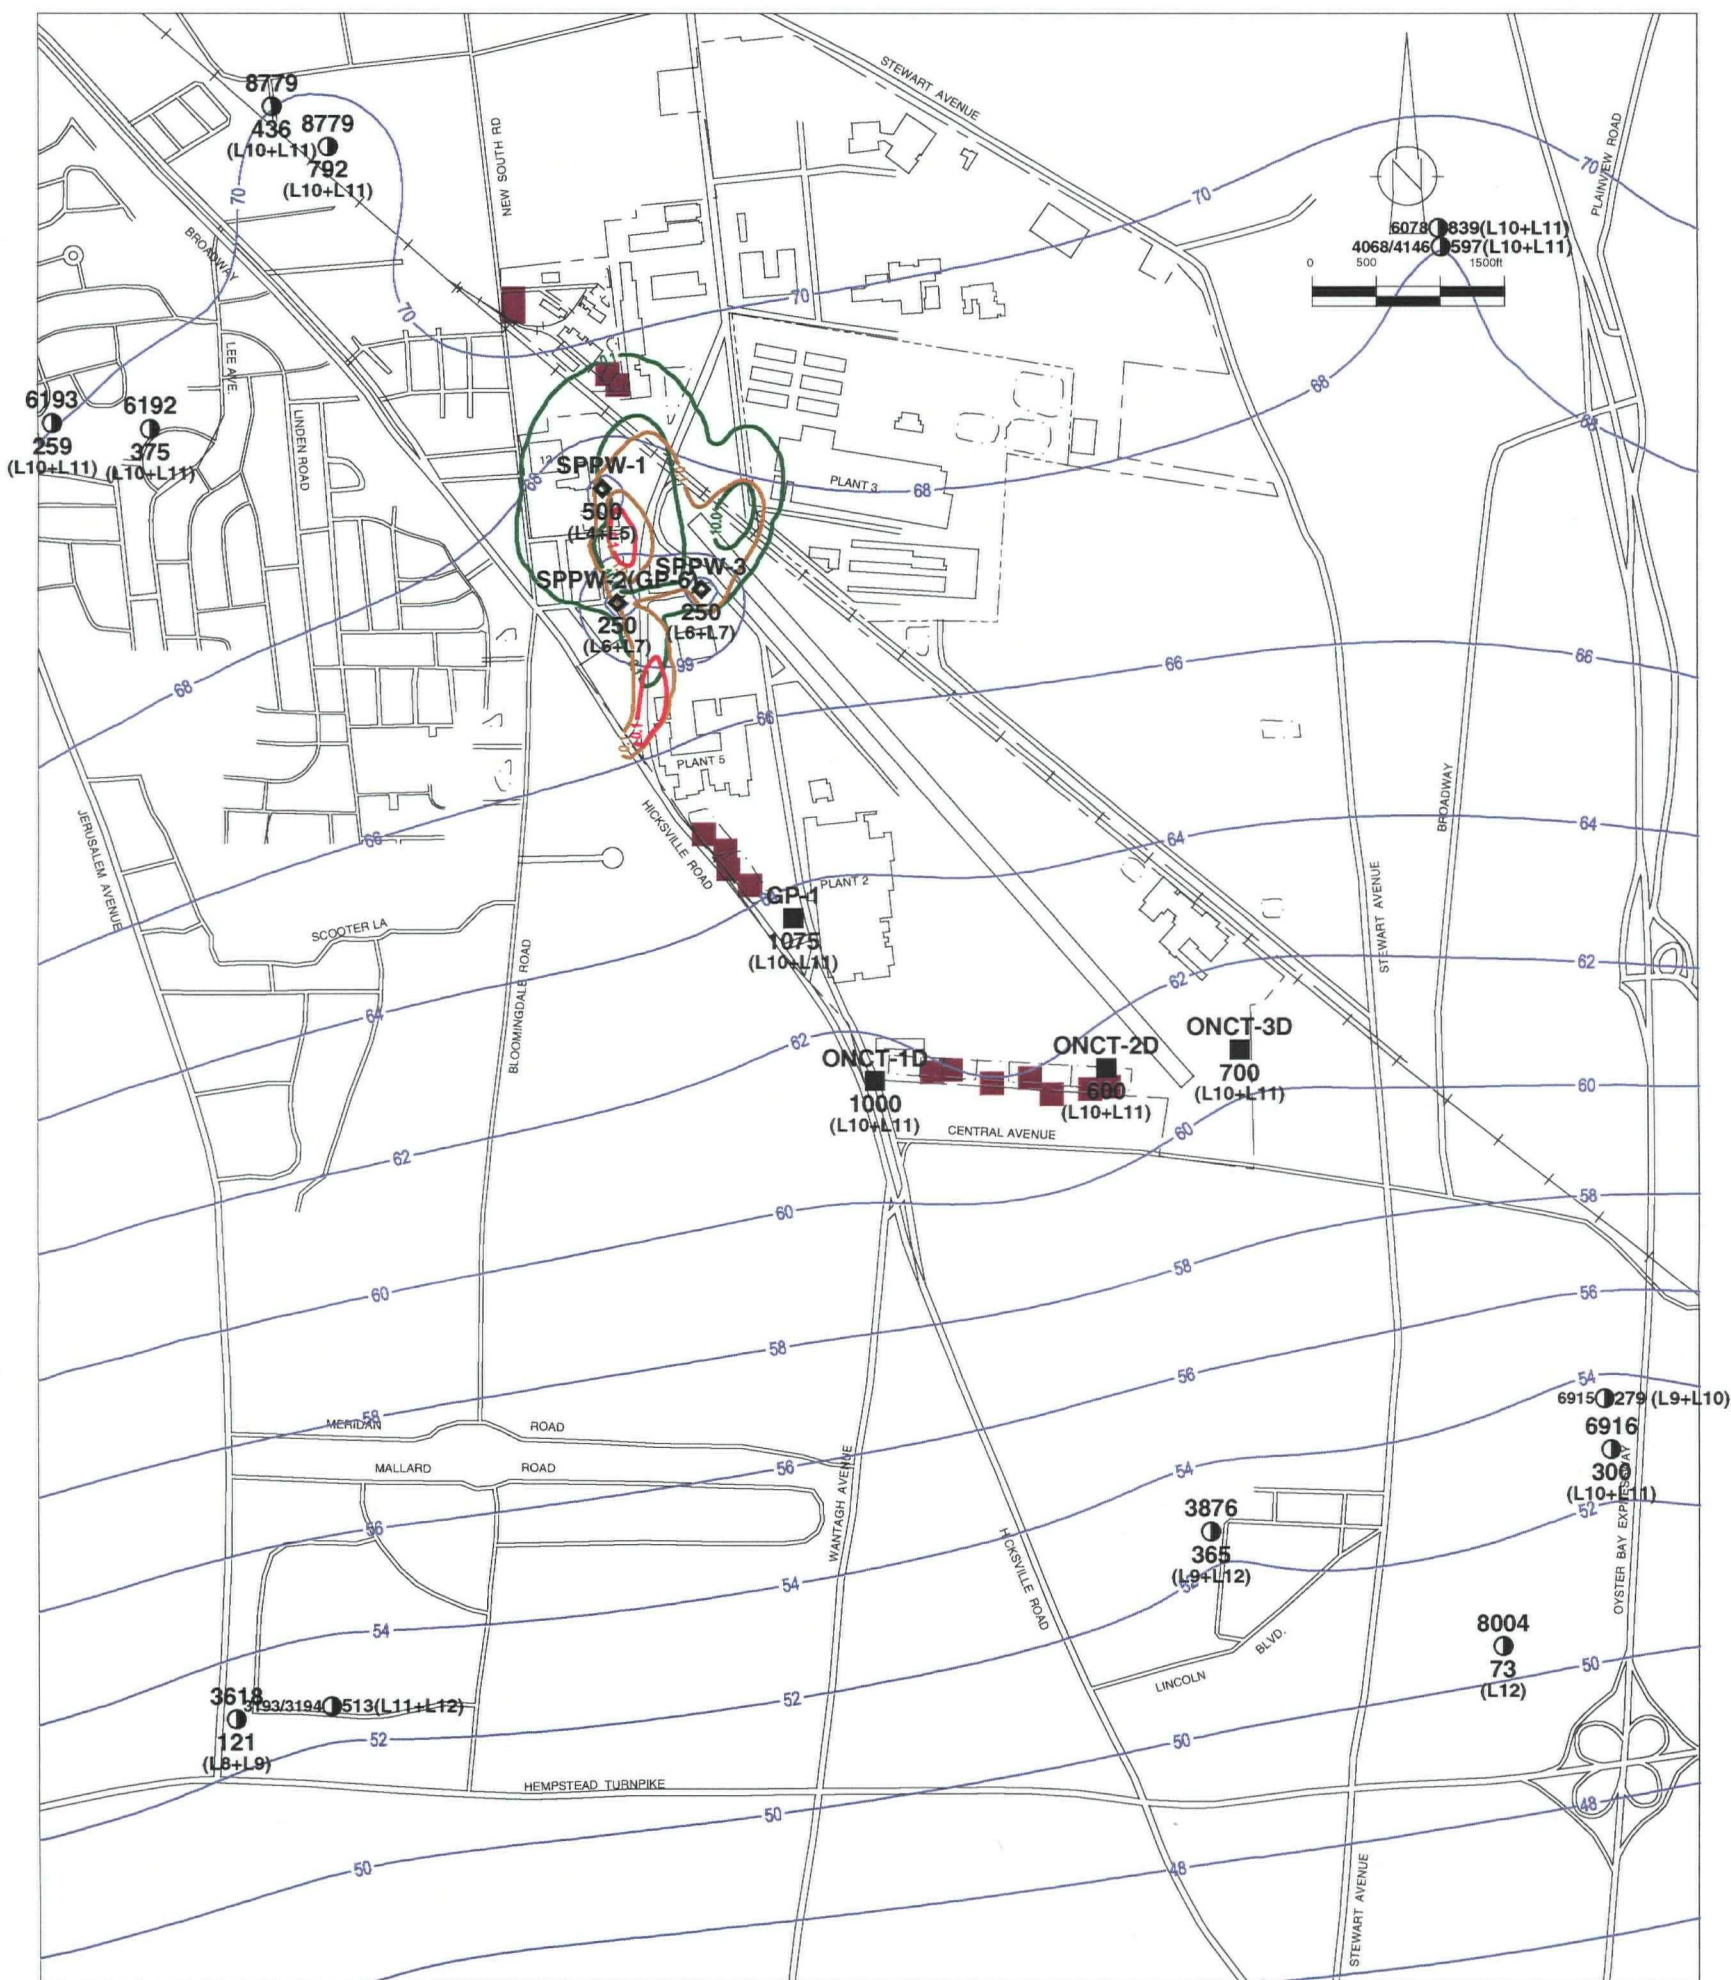 STEWART AVENUE
8779
436
(L10+L11)
8779
792
(L10+L11)
NEW SOUTH RD
PLAINVIEW ROAD
70
70
70
N
BROADWAY
6078 839(L10+L11)
4068/4146 597(L10+L11)
0 500 1500ft
70
70
LEE AVE.
68
6193
259
(L10+L11)
6192
375
(L10+L11)
LINDEN ROAD
68
SPPW-1
500
(L4+L5)
68
PLANT 3
68
SPPW-3
250
(L6+L7)
SPPW-2(GP-6)
250
(L6+L7)
66
66
66
68
66
PLANT 5
BROADWAY
JERUSALEM AVENUE
HICKSVILLE ROAD
64
64
66
PLANT 2
GP-1
1075
(L10+L11)
STEWART AVENUE
SCOOTER LA
BLOOMINGDALE ROAD
62
62
64
62
ONCT-1D
1000
(L10+L11)
ONCT-2D
600
(L10+L11)
ONCT-3D
700
(L10+L11)
60
60
CENTRAL AVENUE
62
58
60
58
60
56
58
56
54
6915 279 (L9+L10)
6916
300
(L10+L11)
58
MERIDAN ROAD
MALLARD ROAD
56
54
52
WANTAGH AVENUE
HICKSVILLE ROAD
3876
365
(L9+L12)
52
OYSTER BAY EXPRESSWAY
56
54
54
8004
73
(L12)
50
LINCOLN BLVD.
3618
121
(L8+L9)
3193/3194 513(L11+L12)
52
52
50
HEMPSTEAD TURNPIKE
50
48
50
48
STEWART AVENUE